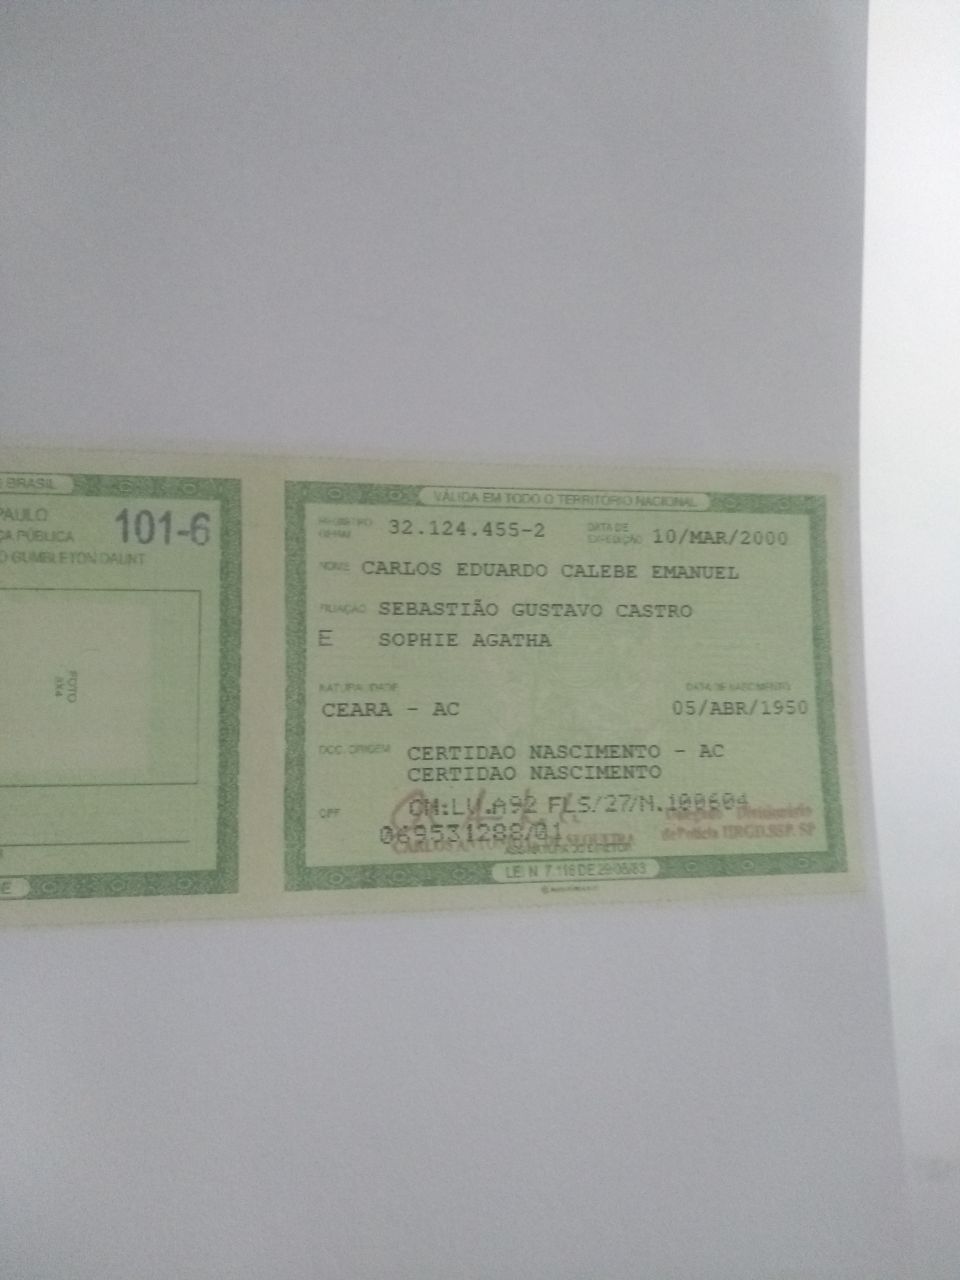 BRASIL
PAULO
PÚBLICA
GUMBLETON DAUNT
101-6
FOTO
3X4
E
VÁLIDA EM TODO O TERRITÓRIO NACIONAL
REGISTRO
GERAL
32.124.455-2
DATA DE
EXPEDIÇÃO
10/MAR/2000
NOME CARLOS EDUARDO CALEBE EMANUEL
FILIAÇÃO SEBASTIÃO GUSTAVO CASTRO
E SOPHIE AGATHA
NATURALIDADE
DATA DE NASCIMENTO
CEARA - AC
05/ABR/1950
DOC. ORIGEM CERTIDAO NASCIMENTO - AC
CERTIDAO NASCIMENTO
CM:LV.A92 FLS/27/N.100604
CPF
069531288/01
Delegado Divisionário
de Polícia IIRGD.SSP. SP
ASSINATURA DO DIRETOR
LEI N 7.116 DE 29/08/83